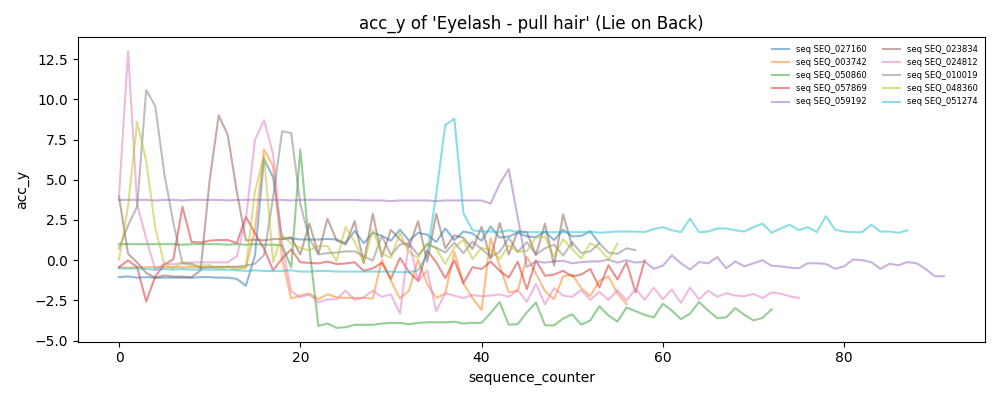 acc_y of 'Eyelash - pull hair' (Lie on Back)
seq SEQ_027160
seq SEQ_003742
seq SEQ_050860
seq SEQ_057869
seq SEQ_059192
seq SEQ_023834
seq SEQ_024812
seq SEQ_010019
seq SEQ_048360
seq SEQ_051274
acc_y
12.5
10.0
7.5
5.0
2.5
0.0
−2.5
−5.0
0 20 40 60 80
sequence_counter